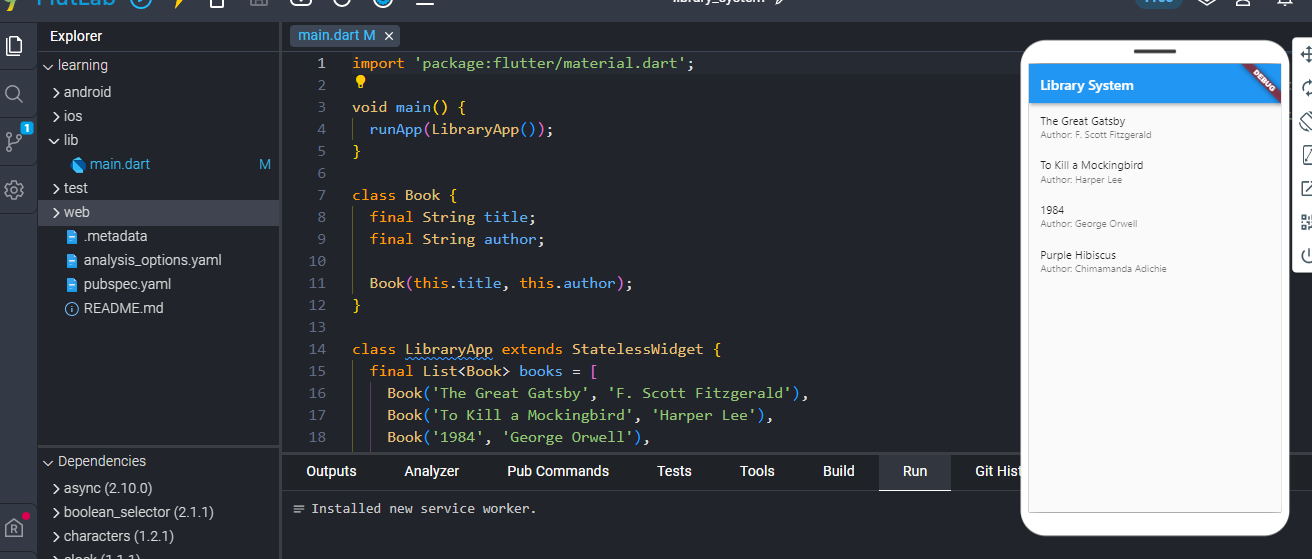 FlutLab
library_system
Explorer
learning
android
ios
lib
main.dart M
test
web
.metadata
analysis_options.yaml
pubspec.yaml
README.md
Dependencies
async (2.10.0)
boolean_selector (2.1.1)
characters (1.2.1)
clock (1.1.1)
1
R
main.dart M ×
1 import 'package:flutter/material.dart';
2
3 void main() {
4 runApp(LibraryApp());
5 }
6
7 class Book {
8 final String title;
9 final String author;
10
11 Book(this.title, this.author);
12 }
13
14 class LibraryApp extends StatelessWidget {
15 final List<Book> books = [
16 Book('The Great Gatsby', 'F. Scott Fitzgerald'),
17 Book('To Kill a Mockingbird', 'Harper Lee'),
18 Book('1984', 'George Orwell'),
Outputs Analyzer Pub Commands Tests Tools Build Run Git Hist
Installed new service worker.
Library System
DEBUG
The Great Gatsby
Author: F. Scott Fitzgerald
To Kill a Mockingbird
Author: Harper Lee
1984
Author: George Orwell
Purple Hibiscus
Author: Chimamanda Adichie